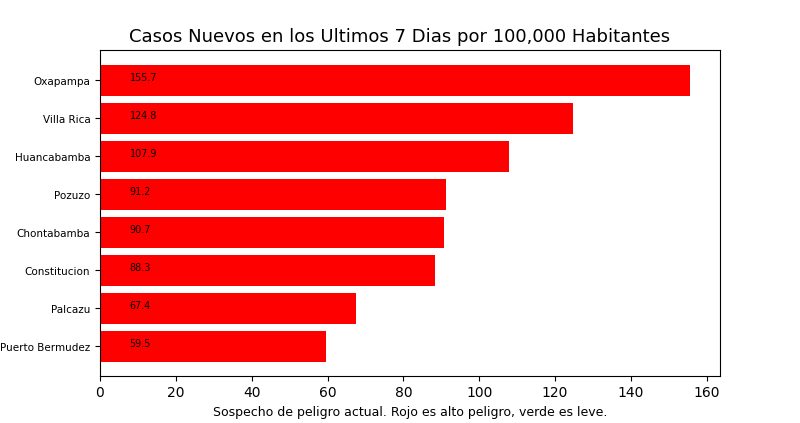 Casos Nuevos en los Ultimos 7 Dias por 100,000 Habitantes
Oxapampa 155.7
Villa Rica 124.8
Huancabamba 107.9
Pozuzo 91.2
Chontabamba 90.7
Constitucion 88.3
Palcazu 67.4
Puerto Bermudez 59.5
0 20 40 60 80 100 120 140 160
Sospecho de peligro actual. Rojo es alto peligro, verde es leve.